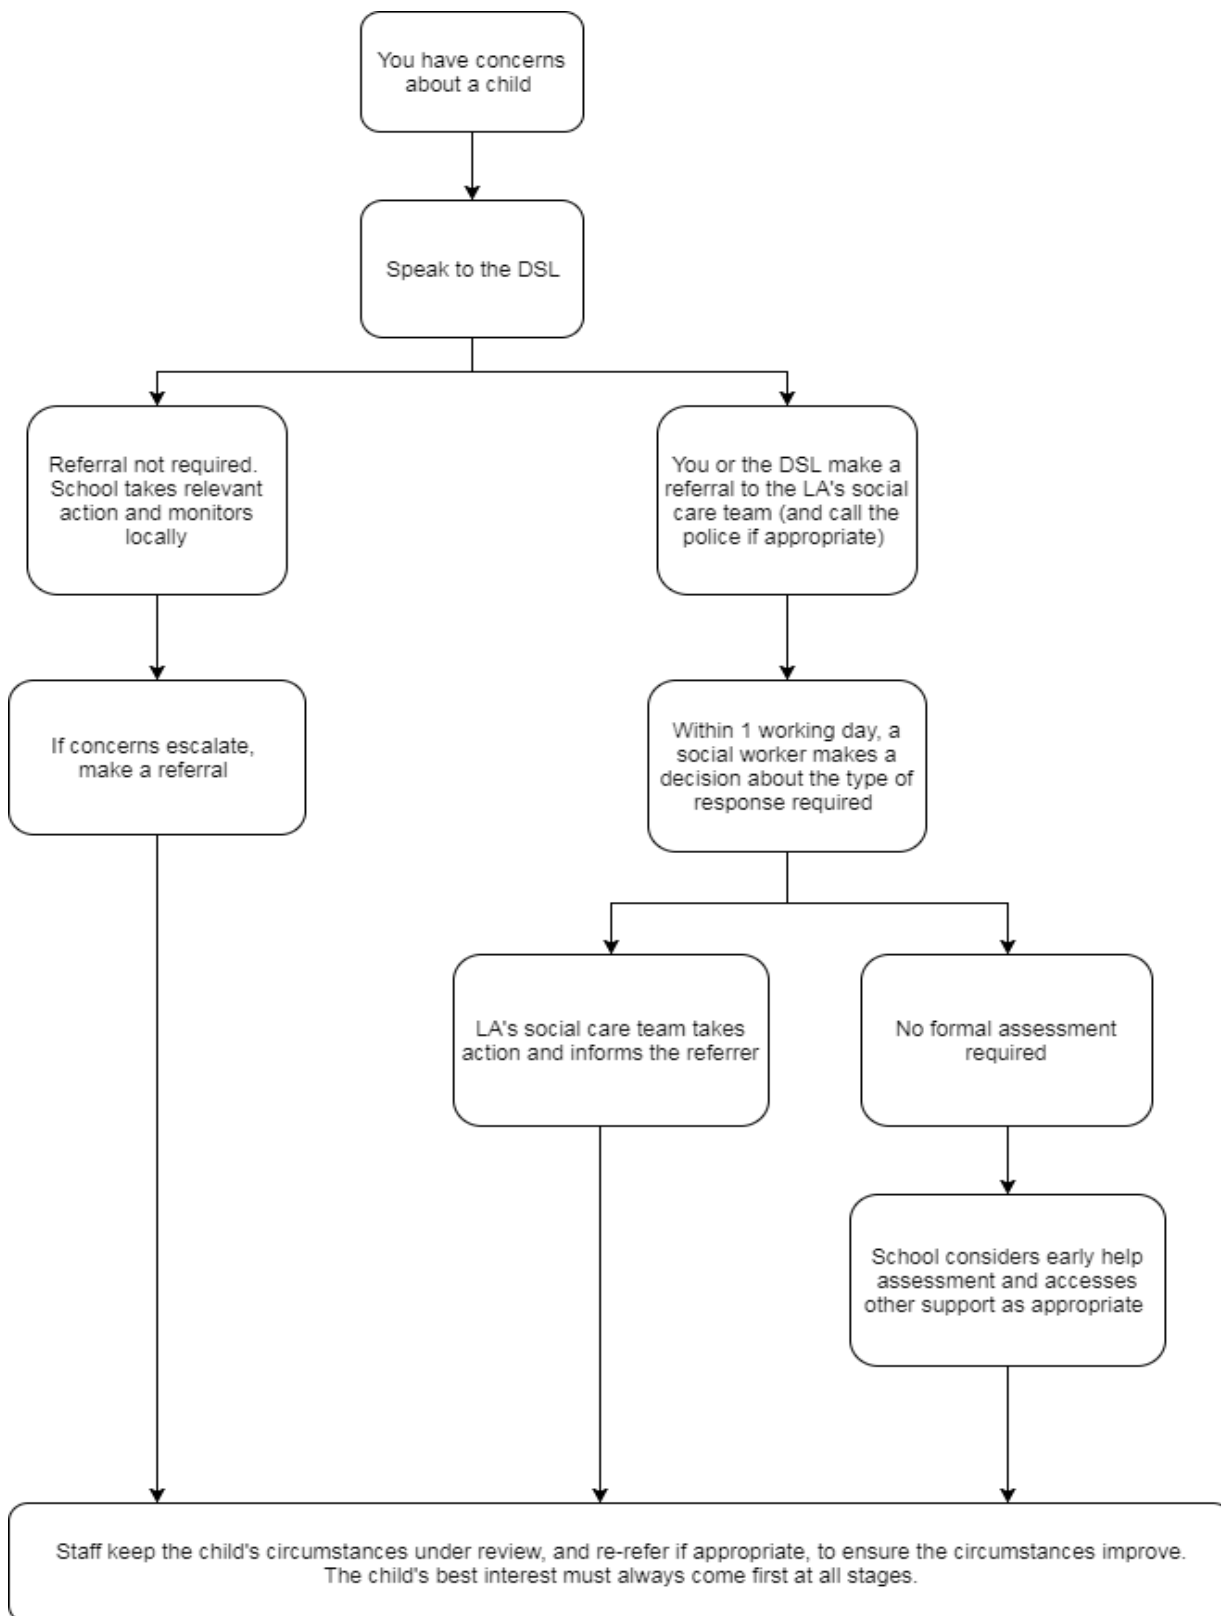 You have concerns
about a child
Speak to the DSL
Referral not required.
School takes relevant
action and monitors
locally
You or the DSL make a
referral to the LA's social
care team (and call the
police if appropriate)
If concerns escalate,
make a referral
Within 1 working day, a
social worker makes a
decision about the type of
response required
LA's social care team takes
action and informs the referrer
No formal assessment
required
School considers early help
assessment and accesses
other support as appropriate
Staff keep the child's circumstances under review, and re-refer if appropriate, to ensure the circumstances improve.
The child's best interest must always come first at all stages.